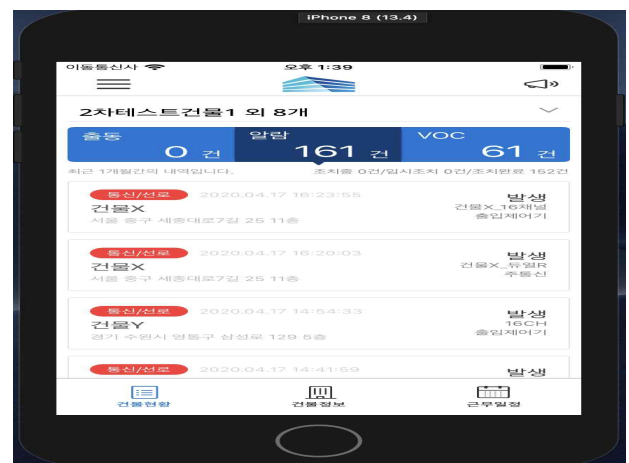 iPhone 8 (13.4)
이동통신사 오후 1:39
2차테스트건물1 외 8개
출동 알람 VOC
0 건 161 건 61 건
최근 1개월간의 내역입니다. 조치중 0건/임시조치 0건/조치완료 152건
통신/선로 2020.04.17 16:23:55 발생
건물X 건물X_16채널
서울 중구 세종대로7길 25 11층 출입제어기
통신/선로 2020.04.17 16:20:03 발생
건물X 건물X_듀얼R
서울 중구 세종대로7길 25 11층 주통신
통신/선로 2020.04.17 14:54:33 발생
건물Y 16CH
경기 수원시 영통구 삼성로 129 5층 출입제어기
통신/선로 2020.04.17 14:41:59 발생
건물현황 건물정보 근무일정